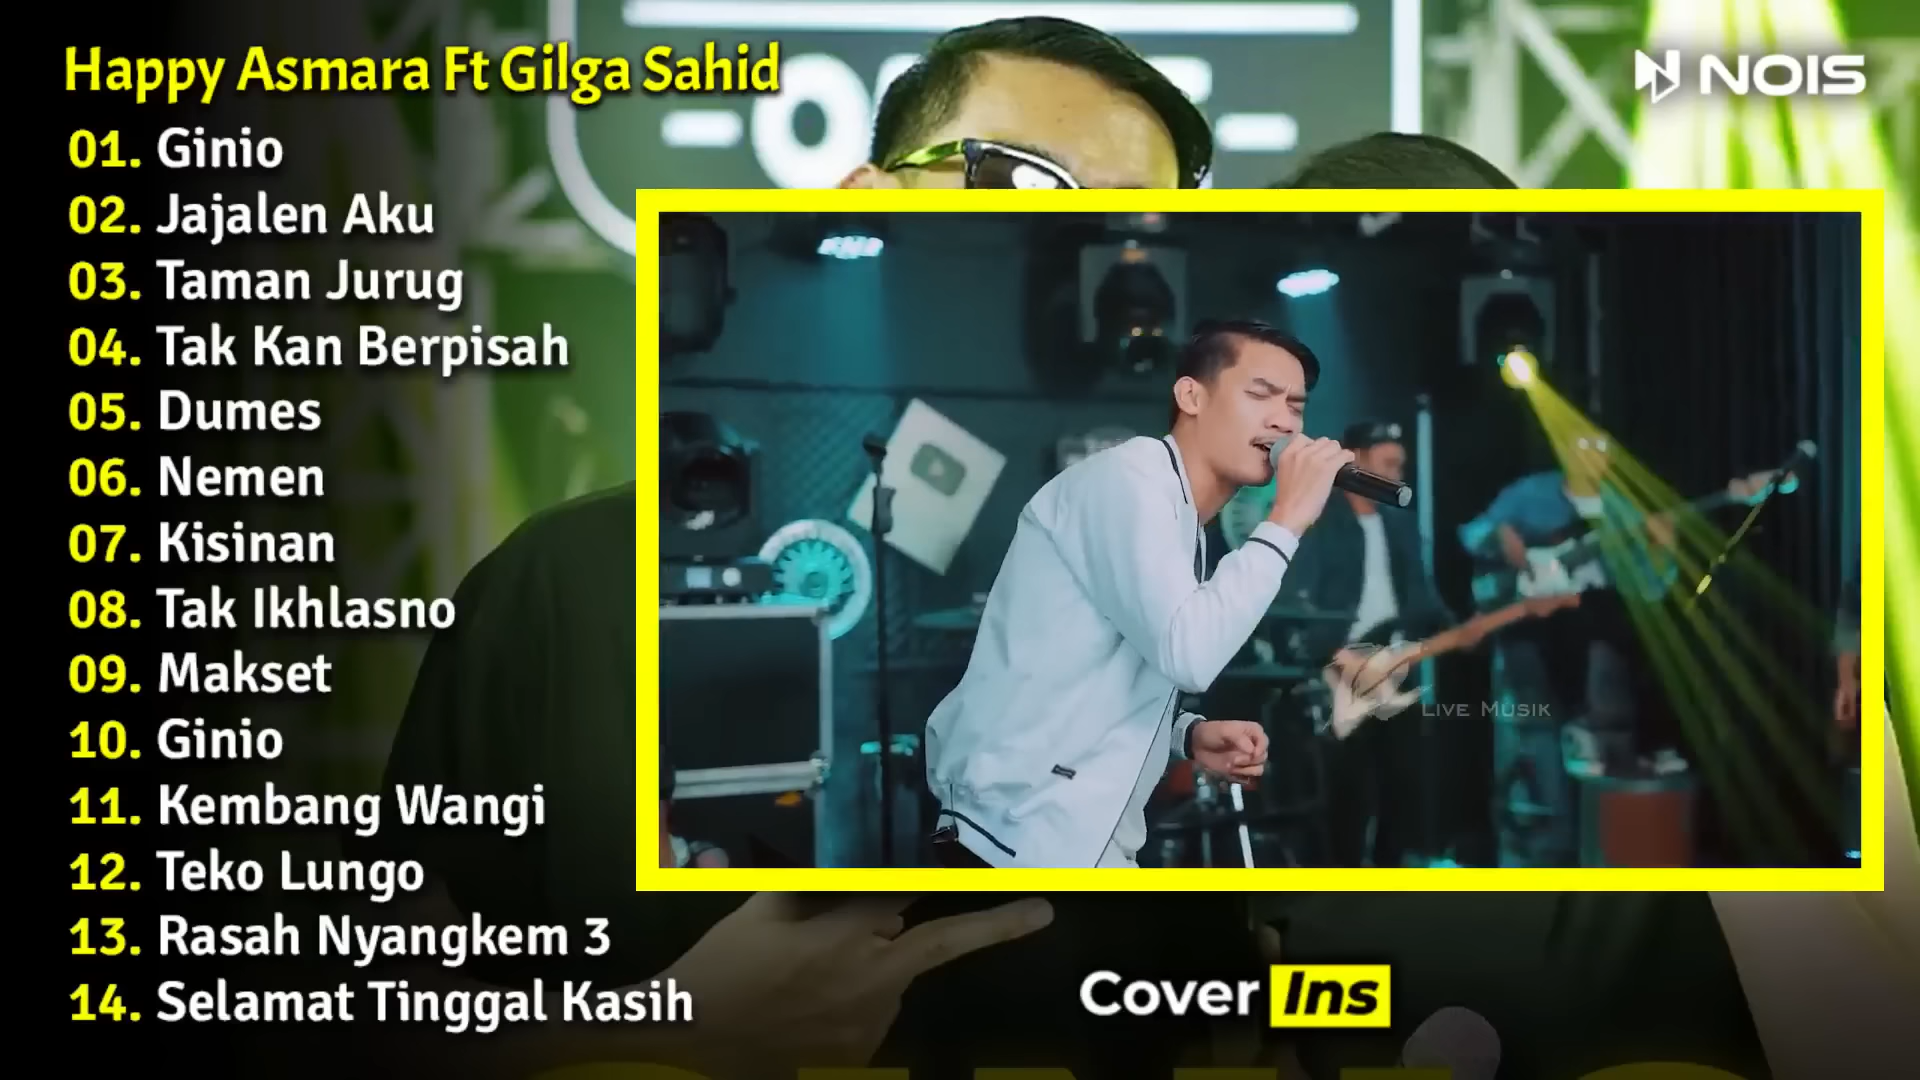 Happy Asmara Ft Gilga Sahid
NOIS
01. Ginio
02. Jajalen Aku
03. Taman Jurug
04. Tak Kan Berpisah
05. Dumes
06. Nemen
07. Kisinan
08. Tak Ikhlasno
09. Makset
10. Ginio
11. Kembang Wangi
12. Teko Lungo
13. Rasah Nyangkem 3
14. Selamat Tinggal Kasih
Live Musik
Cover Ins